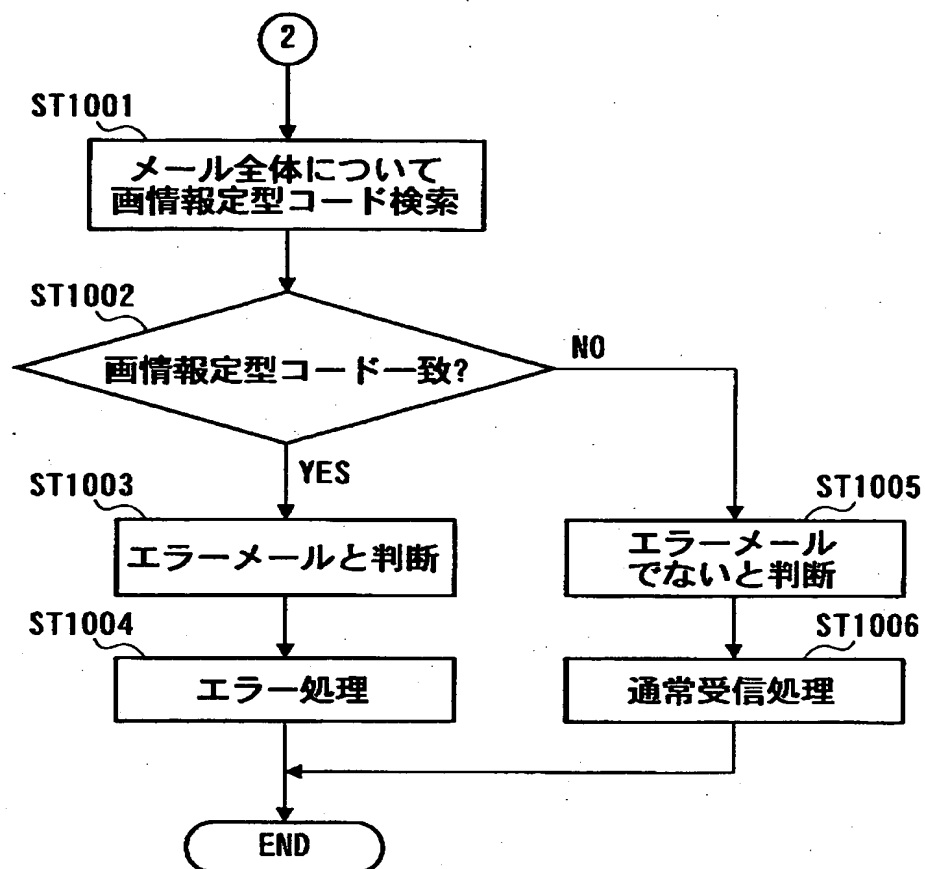 2
ST1001
メール全体について
画情報定型コード検索
ST1002
画情報定型コード一致?
NO
YES
ST1003
エラーメールと判断
ST1005
エラーメール
でないと判断
ST1004
エラー処理
ST1006
通常受信処理
END